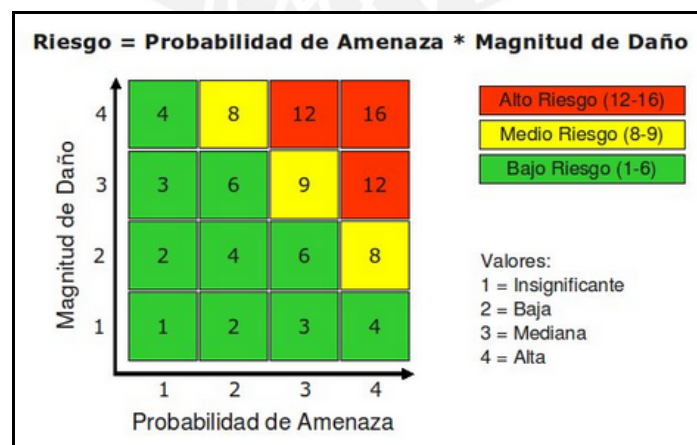 Riesgo = Probabilidad de Amenaza * Magnitud de Daño
Magnitud de Daño
4 4 8 12 16
3 3 6 9 12
2 2 4 6 8
1 1 2 3 4
1 2 3 4
Probabilidad de Amenaza
Alto Riesgo (12-16)
Medio Riesgo (8-9)
Bajo Riesgo (1-6)
Valores:
1 = Insignificante
2 = Baja
3 = Mediana
4 = Alta